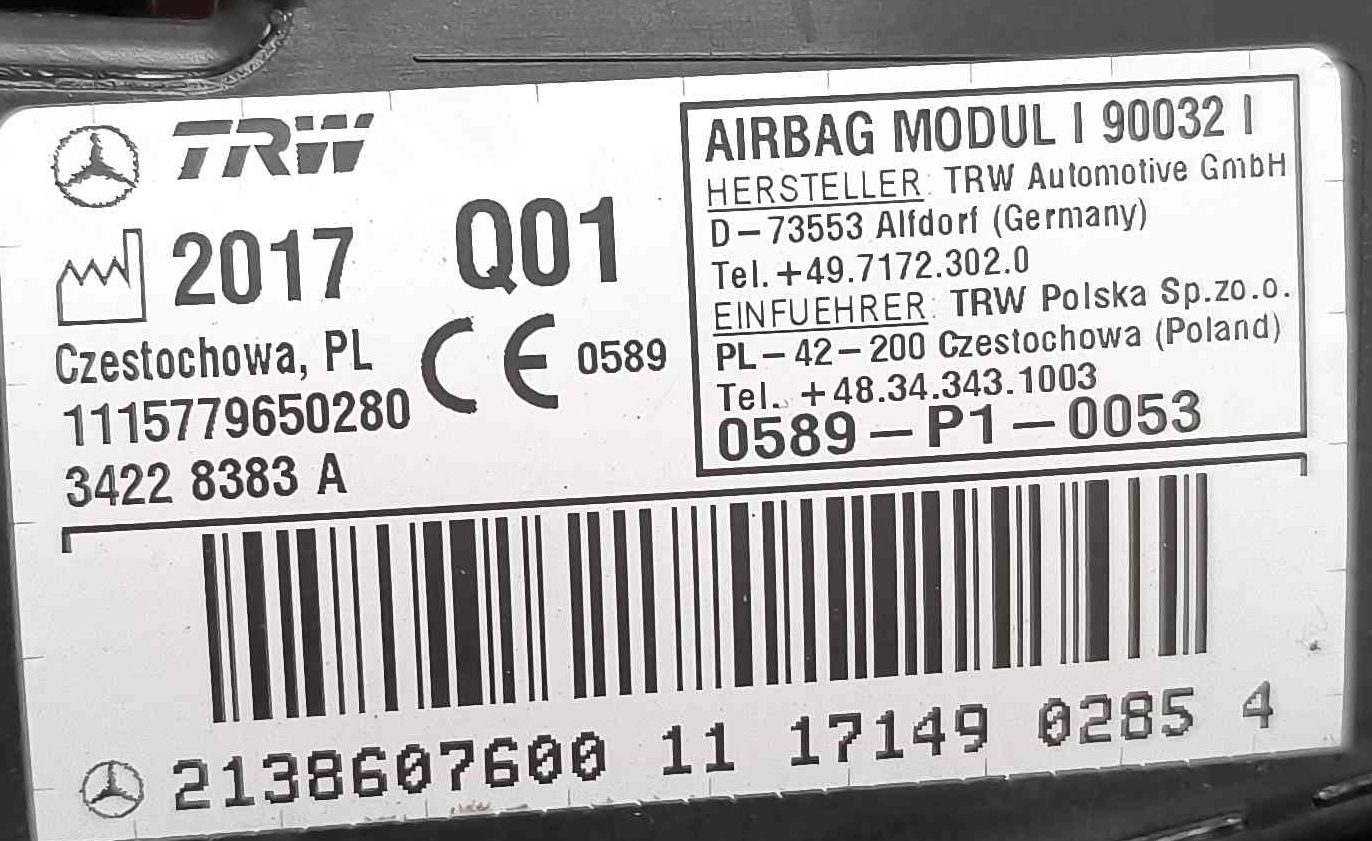 TRW
2017 Q01
Czestochowa, PL
CE 0589
1115779650280
34228 8383 A
AIRBAG MODUL I 90032 I
HERSTELLER: TRW Automotive GmbH
D-73553 Alfdorf (Germany)
Tel. +49.7172.302.0
EINFUEHRER: TRW Polska Sp.zo.o.
PL-42-200 Czestochowa (Poland)
Tel. +48.34.343.1003
0589-P1-0053
2138607600 11 17149 0285 4